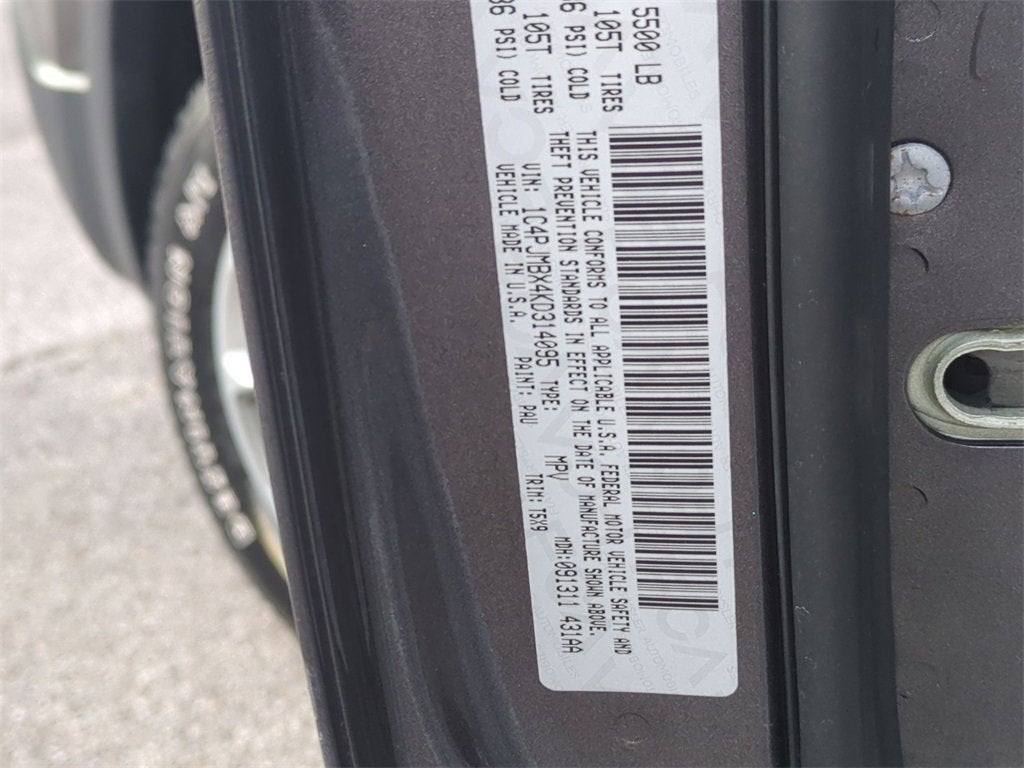 5500 LB
105T TIRES
36 PSI) COLD
105T TIRES
36 PSI) COLD
THIS VEHICLE CONFORMS TO ALL APPLICABLE U.S.A. FEDERAL MOTOR VEHICLE SAFETY AND
THEFT PREVENTION STANDARDS IN EFFECT ON THE DATE OF MANUFACTURE SHOWN ABOVE.
VIN: 1C4PJMBX4KD314095 TYPE: MPV MDH:091311 431AA
VEHICLE MADE IN U.S.A. PAINT: PAU TRIM: T5X9